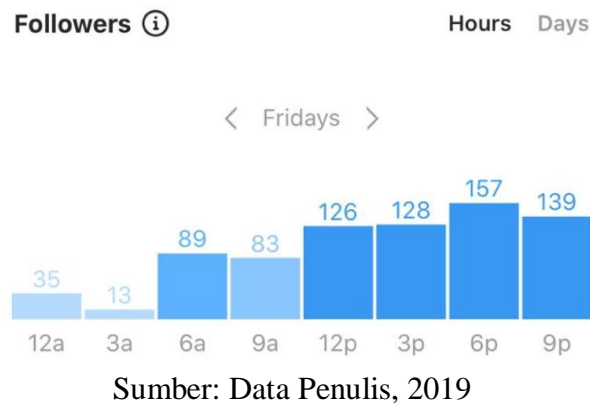 Followers Hours Days
< Fridays >
35 13 89 83 126 128 157 139
12a 3a 6a 9a 12p 3p 6p 9p
Sumber: Data Penulis, 2019